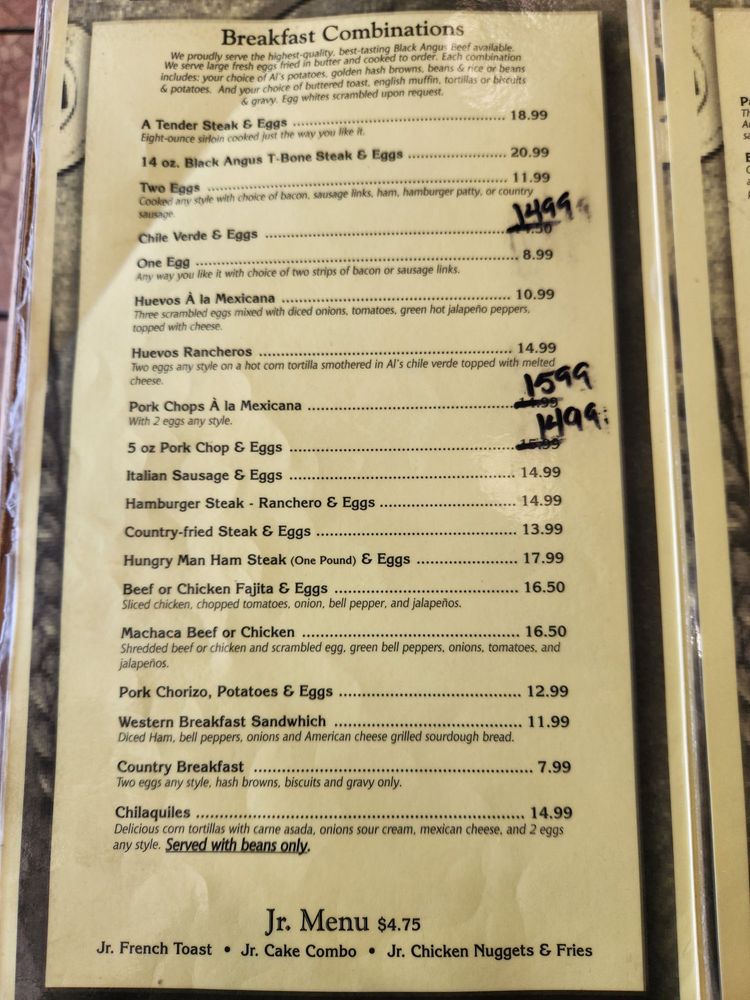 Breakfast Combinations
We proudly serve the highest-quality, best-tasting Black Angus Beef available.
We serve large fresh eggs fried in butter and cooked to order. Each combination
includes: your choice of Al's potatoes, golden hash browns, beans & rice or beans
& potatoes. And your choice of buttered toast, english muffin, tortillas or biscuits
& gravy. Egg whites scrambled upon request.
A Tender Steak & Eggs 18.99
Eight-ounce sirloin cooked just the way you like it.
14 oz. Black Angus T-Bone Steak & Eggs 20.99
Two Eggs 11.99
Cooked any style with choice of bacon, sausage links, ham, hamburger patty, or country
sausage.
1499
Chile Verde & Eggs
One Egg 8.99
Any way you like it with choice of two strips of bacon or sausage links.
Huevos À la Mexicana 10.99
Three scrambled eggs mixed with diced onions, tomatoes, green hot jalapeño peppers,
topped with cheese.
Huevos Rancheros 14.99
Two eggs any style on a hot corn tortilla smothered in Al's chile verde topped with melted
cheese.
1599
Pork Chops À la Mexicana 14.99
With 2 eggs any style.
1499
5 oz Pork Chop & Eggs 15.99
Italian Sausage & Eggs 14.99
Hamburger Steak - Ranchero & Eggs 14.99
Country-fried Steak & Eggs 13.99
Hungry Man Ham Steak (One Pound) & Eggs 17.99
Beef or Chicken Fajita & Eggs 16.50
Sliced chicken, chopped tomatoes, onion, bell pepper, and jalapeños.
Machaca Beef or Chicken 16.50
Shredded beef or chicken and scrambled egg, green bell peppers, onions, tomatoes, and
jalapeños.
Pork Chorizo, Potatoes & Eggs 12.99
Western Breakfast Sandwhich 11.99
Diced Ham, bell peppers, onions and American cheese grilled sourdough bread.
Country Breakfast 7.99
Two eggs any style, hash browns, biscuits and gravy only.
Chilaquiles 14.99
Delicious corn tortillas with carne asada, onions sour cream, mexican cheese, and 2 eggs
any style. Served with beans only.
Jr. Menu $4.75
Jr. French Toast • Jr. Cake Combo • Jr. Chicken Nuggets & Fries